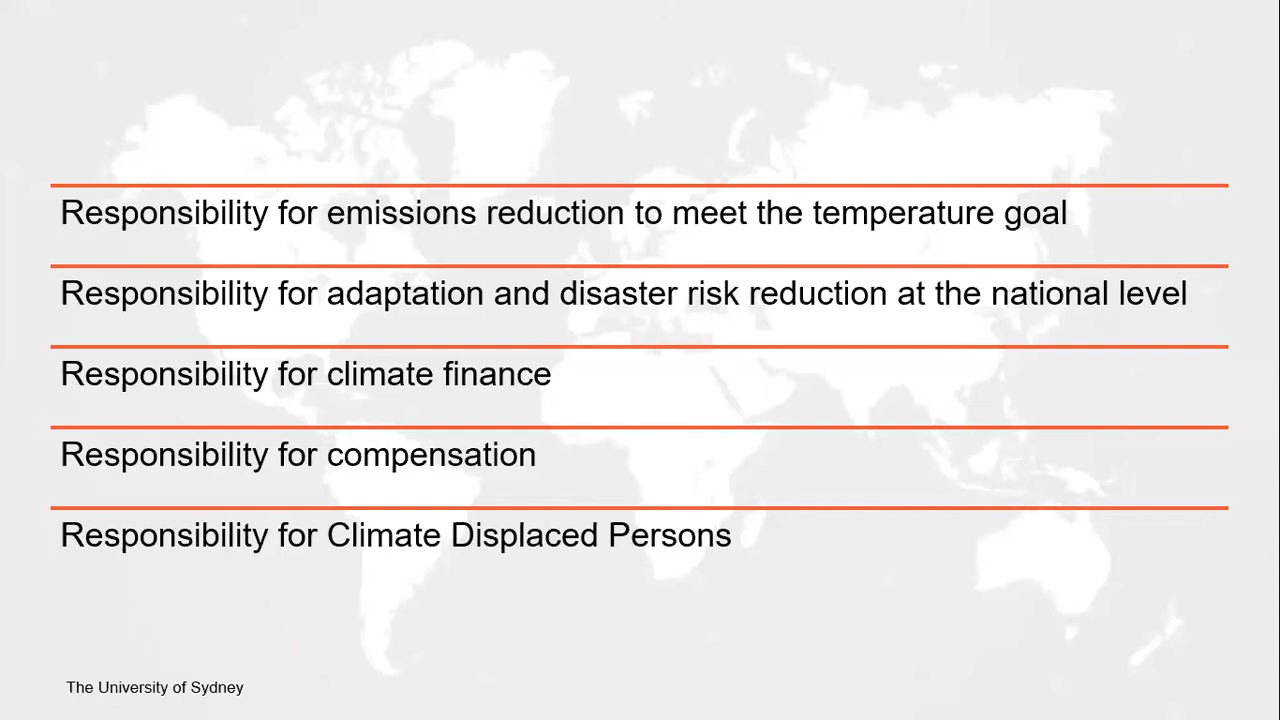 Responsibility for emissions reduction to meet the temperature goal
Responsibility for adaptation and disaster risk reduction at the national level
Responsibility for climate finance
Responsibility for compensation
Responsibility for Climate Displaced Persons
The University of Sydney